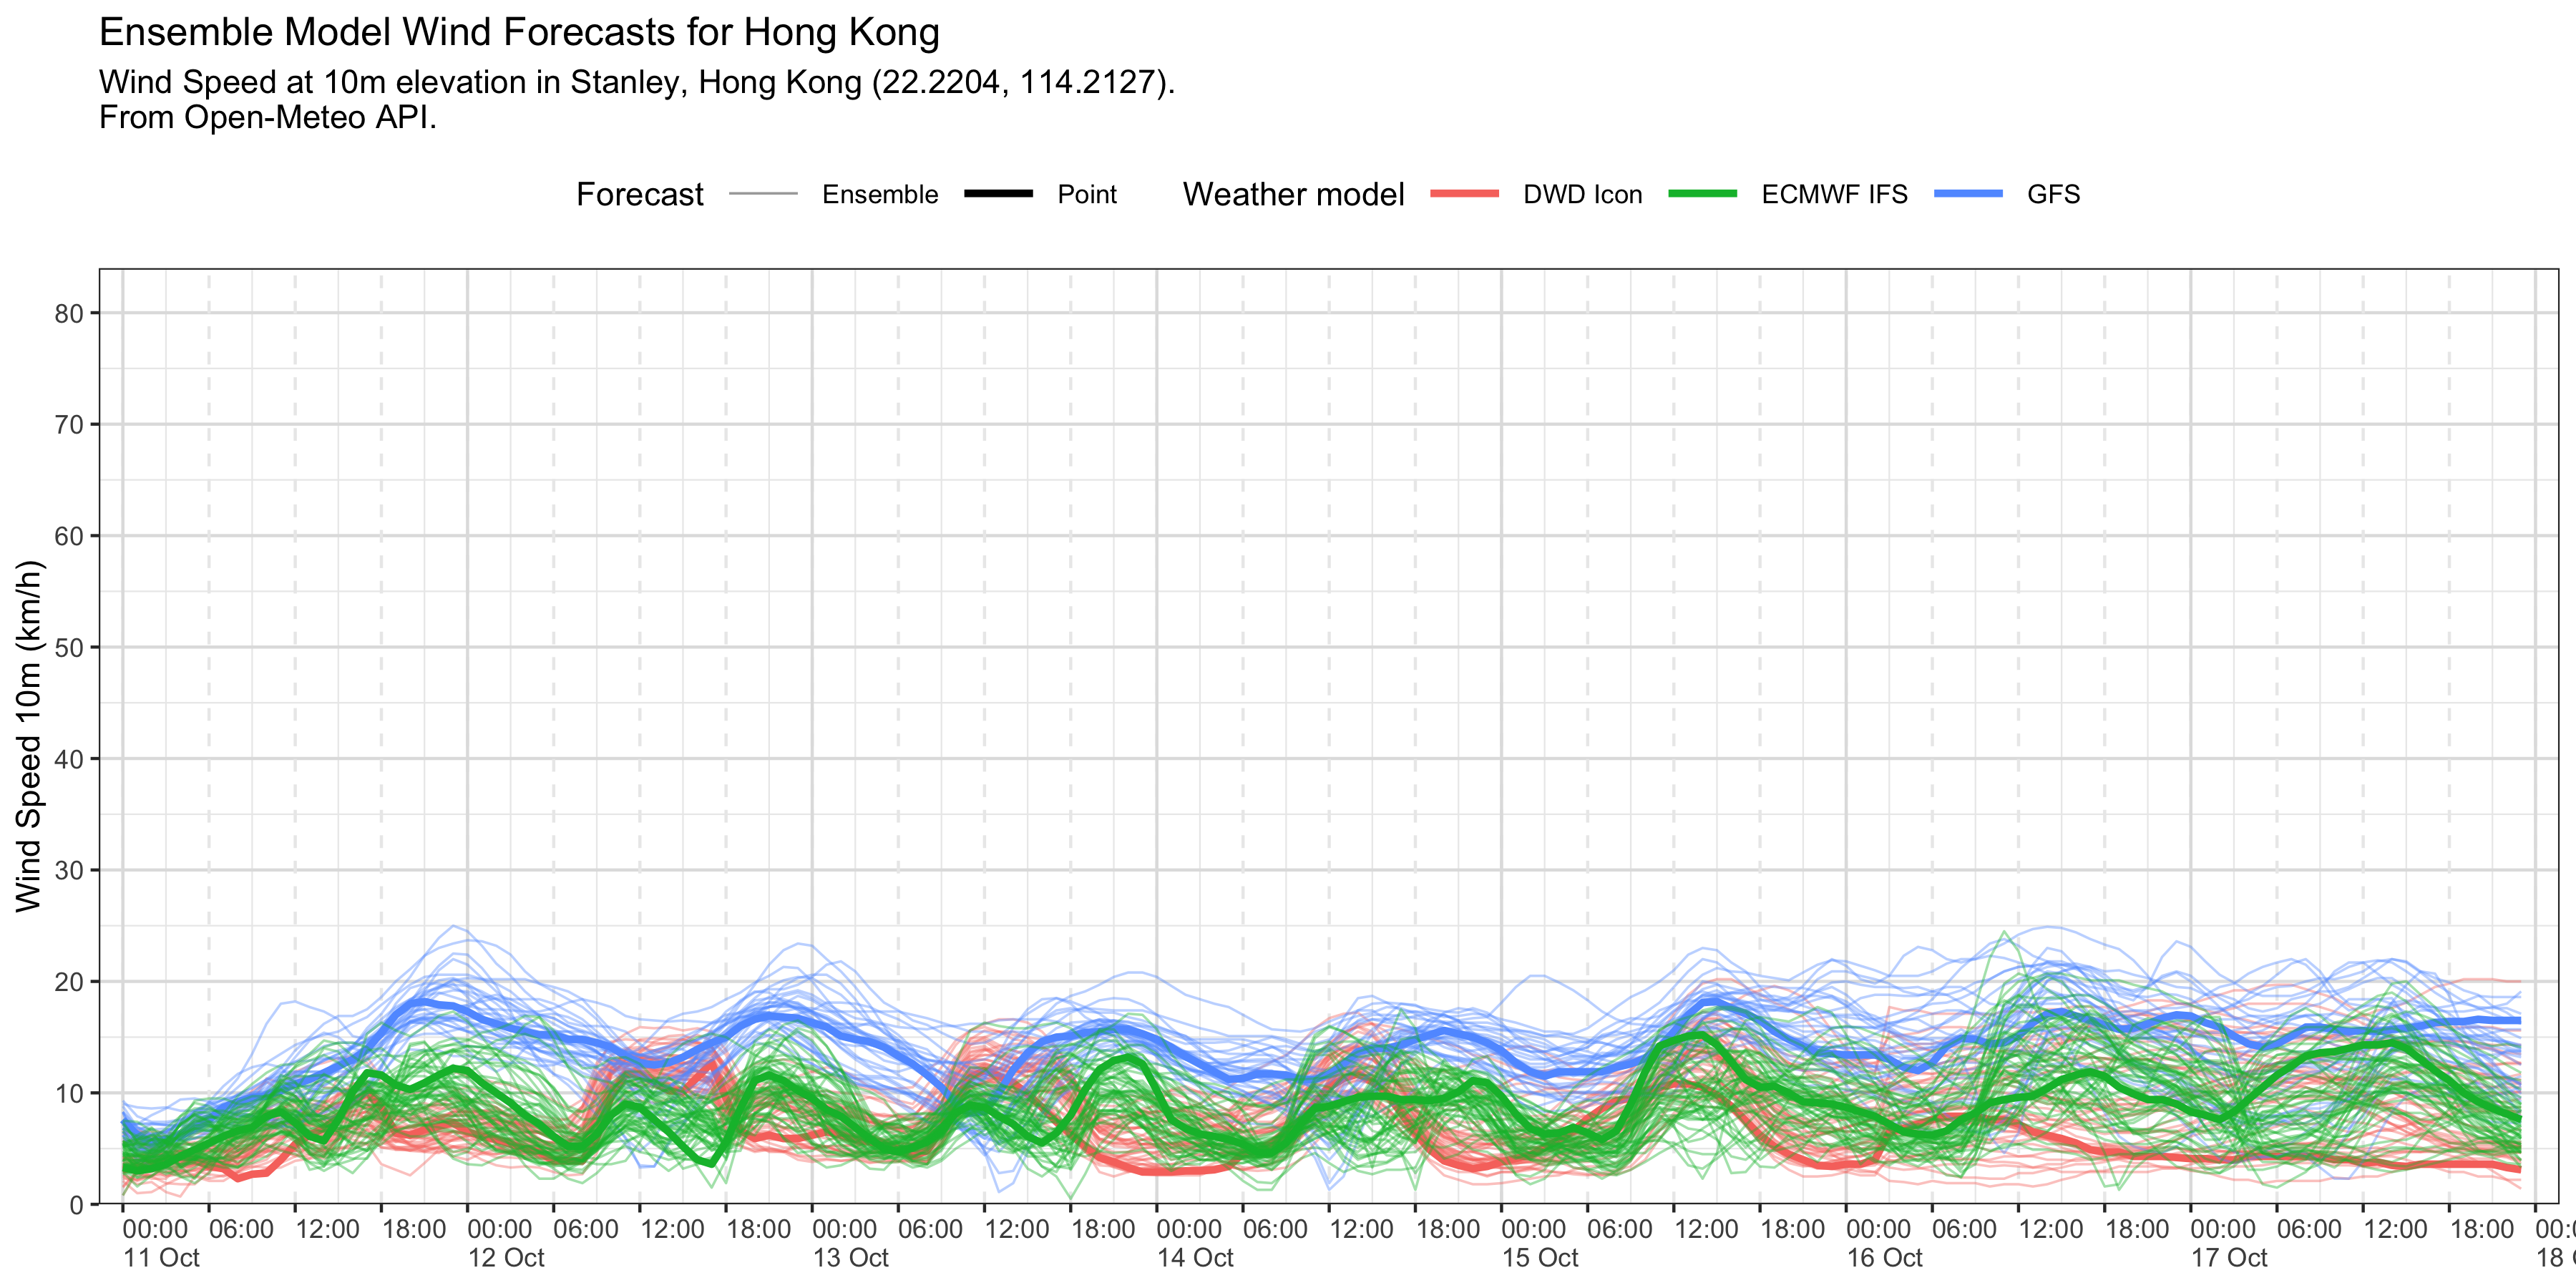 Ensemble Model Wind Forecasts for Hong Kong
Wind Speed at 10m elevation in Stanley, Hong Kong (22.2204, 114.2127).
From Open-Meteo API.
Forecast Ensemble Point Weather model DWD Icon ECMWF IFS GFS
Wind Speed 10m (km/h)
80
70
60
50
40
30
20
10
0
00:00 06:00 12:00 18:00 00:00 06:00 12:00 18:00 00:00 06:00 12:00 18:00 00:00 06:00 12:00 18:00 00:00 06:00 12:00 18:00 00:00 06:00 12:00 18:00 00:00 06:00 12:00 18:00
11 Oct 12 Oct 13 Oct 14 Oct 15 Oct 16 Oct 17 Oct 18